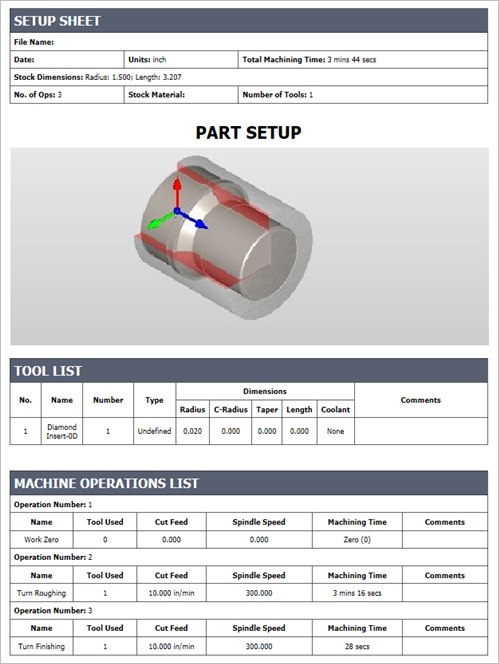 SETUP SHEET
File Name:
Date: Units: inch Total Machining Time: 3 mins 44 secs
Stock Dimensions: Radius: 1.500; Length: 3.207
No. of Ops: 3 Stock Material: Number of Tools: 1
PART SETUP
TOOL LIST
No. Name Number Type Dimensions Comments
Radius C-Radius Taper Length Coolant
1 Diamond Insert-0D 1 Undefined 0.020 0.000 0.000 0.000 None
MACHINE OPERATIONS LIST
Operation Number: 1
Name Tool Used Cut Feed Spindle Speed Machining Time Comments
Work Zero 0 0.000 0.000 Zero (0)
Operation Number: 2
Name Tool Used Cut Feed Spindle Speed Machining Time Comments
Turn Roughing 1 10.000 in/min 300.000 3 mins 16 secs
Operation Number: 3
Name Tool Used Cut Feed Spindle Speed Machining Time Comments
Turn Finishing 1 10.000 in/min 300.000 28 secs